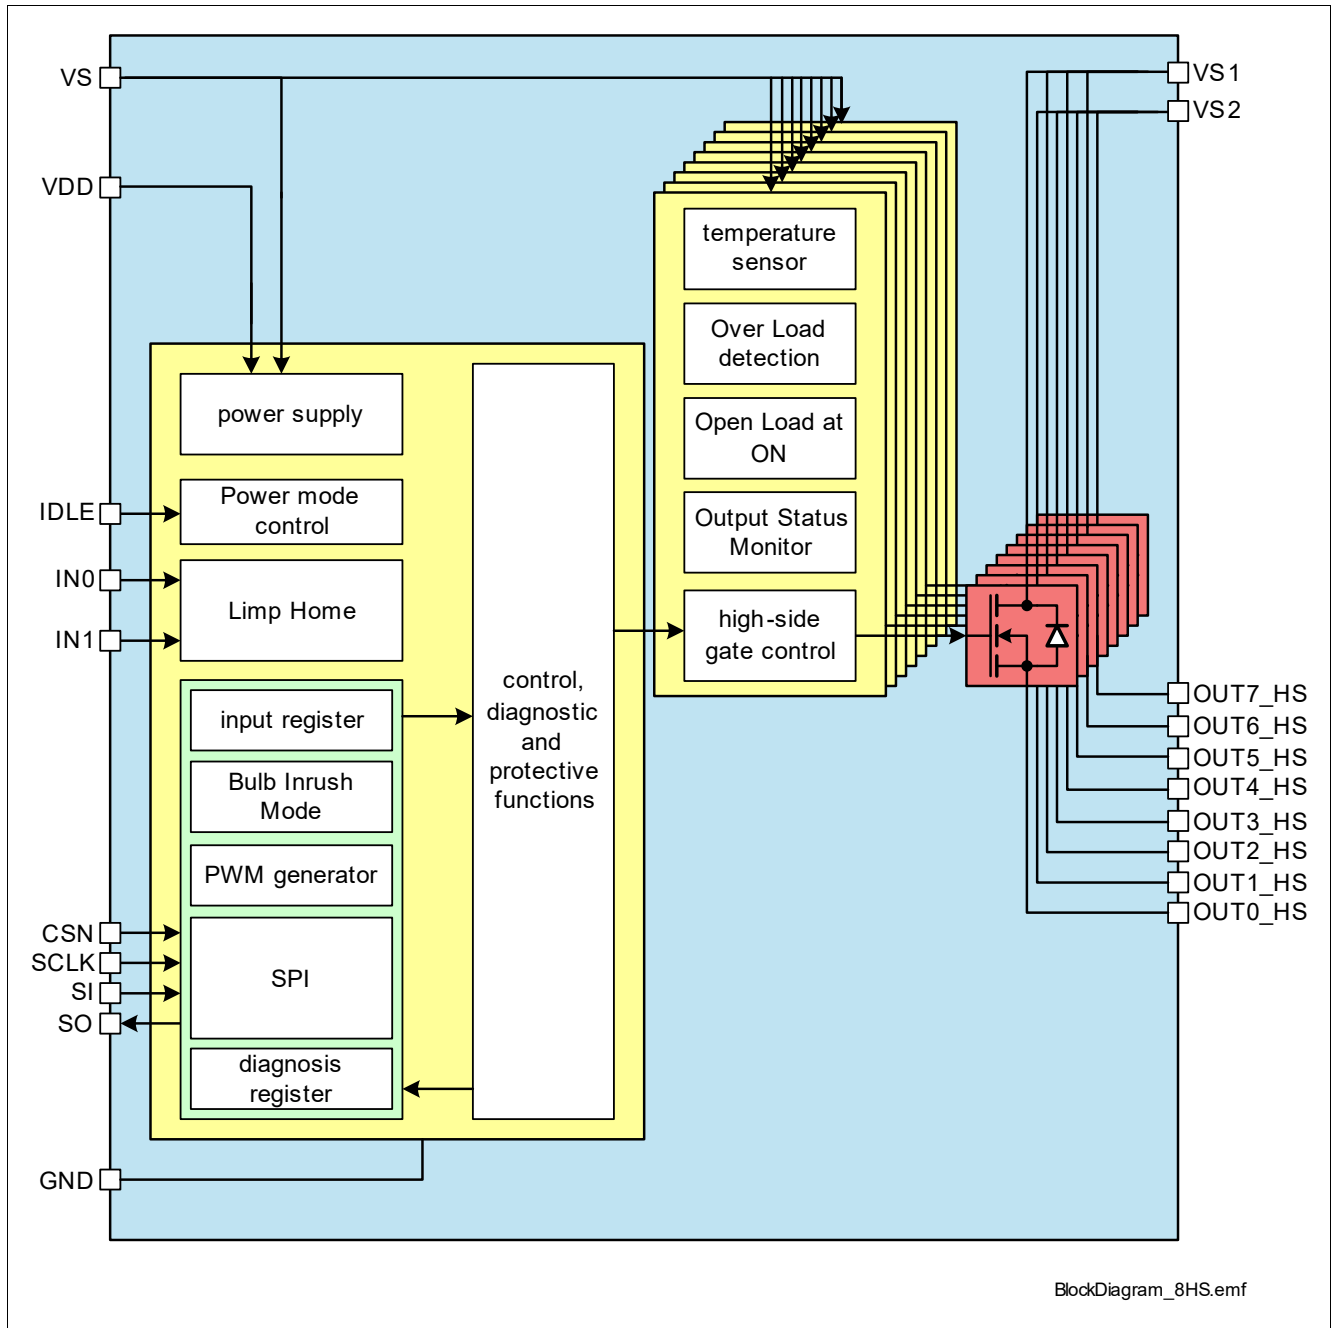 VS
VDD
IDLE
IN0
IN1
CSN
SCLK
SI
SO
GND
power supply
Power mode
control
Limp Home
input register
Bulb Inrush
Mode
PWM generator
SPI
diagnosis
register
control,
diagnostic
and
protective
functions
temperature
sensor
Over Load
detection
Open Load at
ON
Output Status
Monitor
high-side
gate control
VS1
VS2
OUT7_HS
OUT6_HS
OUT5_HS
OUT4_HS
OUT3_HS
OUT2_HS
OUT1_HS
OUT0_HS
BlockDiagram_8HS.emf